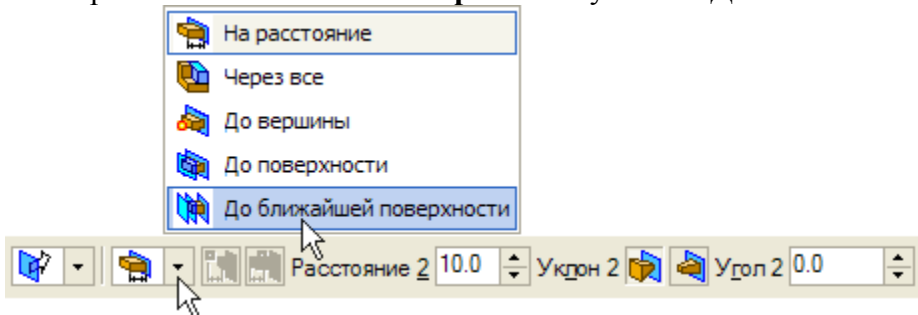 На расстояние
Через все
До вершины
До поверхности
До ближайшей поверхности
Расстояние 2 10.0 Уклон 2 Угол 2 0.0